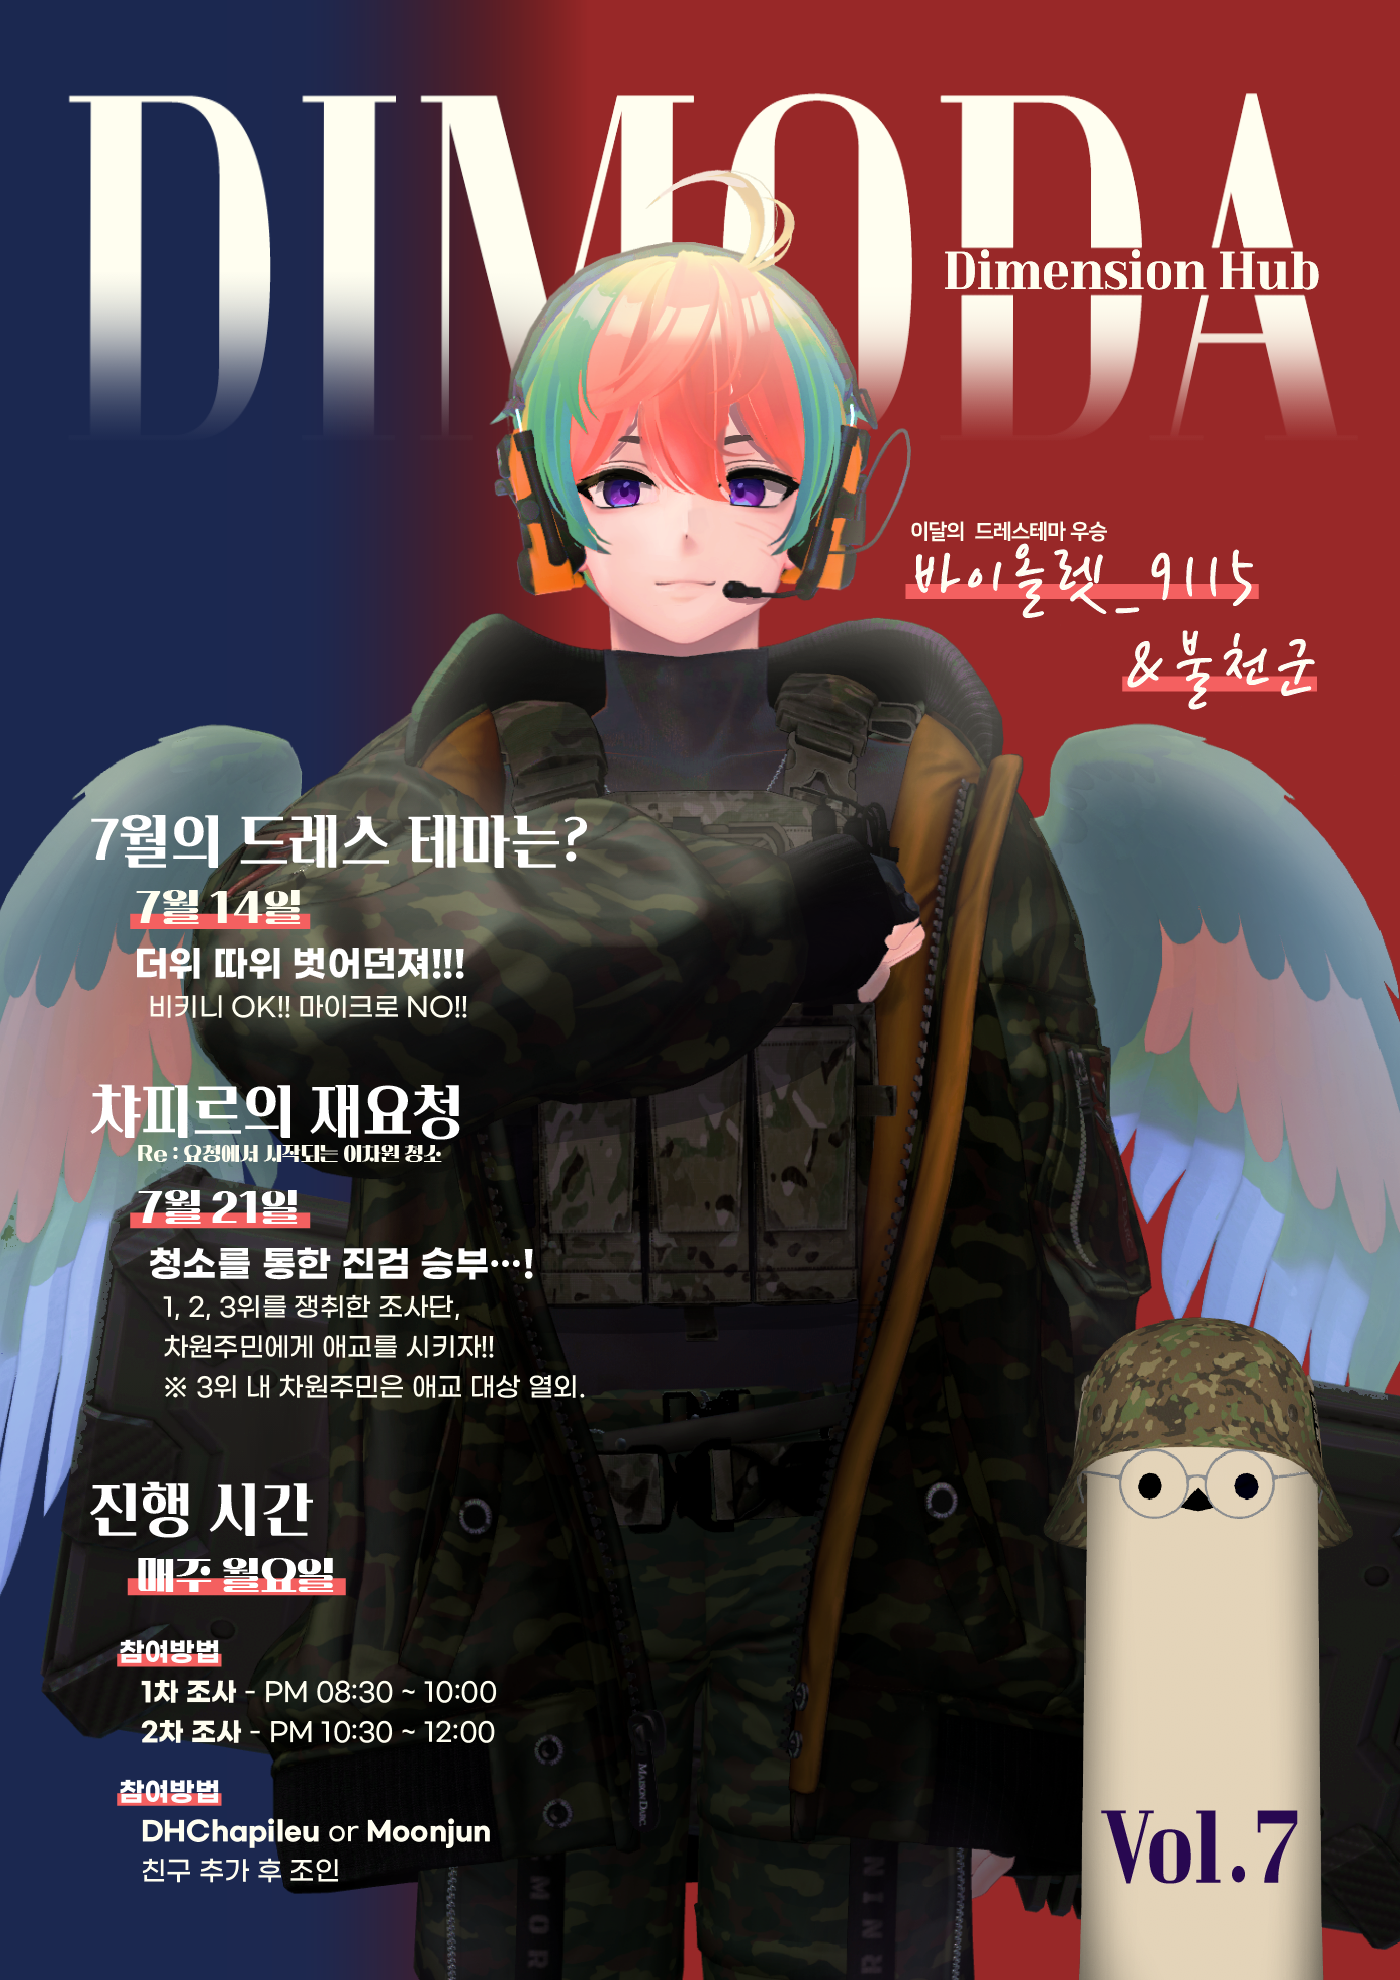 DIMODA
Dimension Hub
이달의 드레스테마 우승
바이올렛_9115
&불천군
7월의 드레스 테마는?
7월 14일
더위 따위 벗어던져!!!
비키니 OK!! 마이크로 NO!!
챠피르의 재요청
Re : 요청에서 시작되는 이차원 청소
7월 21일
청소를 통한 진검 승부…!
1, 2, 3위를 쟁취한 조사단,
차원주민에게 애교를 시키자!!
※ 3위 내 차원주민은 애교 대상 열외.
진행 시간
매주 월요일
참여방법
1차 조사 - PM 08:30 ~ 10:00
2차 조사 - PM 10:30 ~ 12:00
참여방법
DHChapileu or Moonjun
친구 추가 후 조인
Vol.7
MOR
RNIN